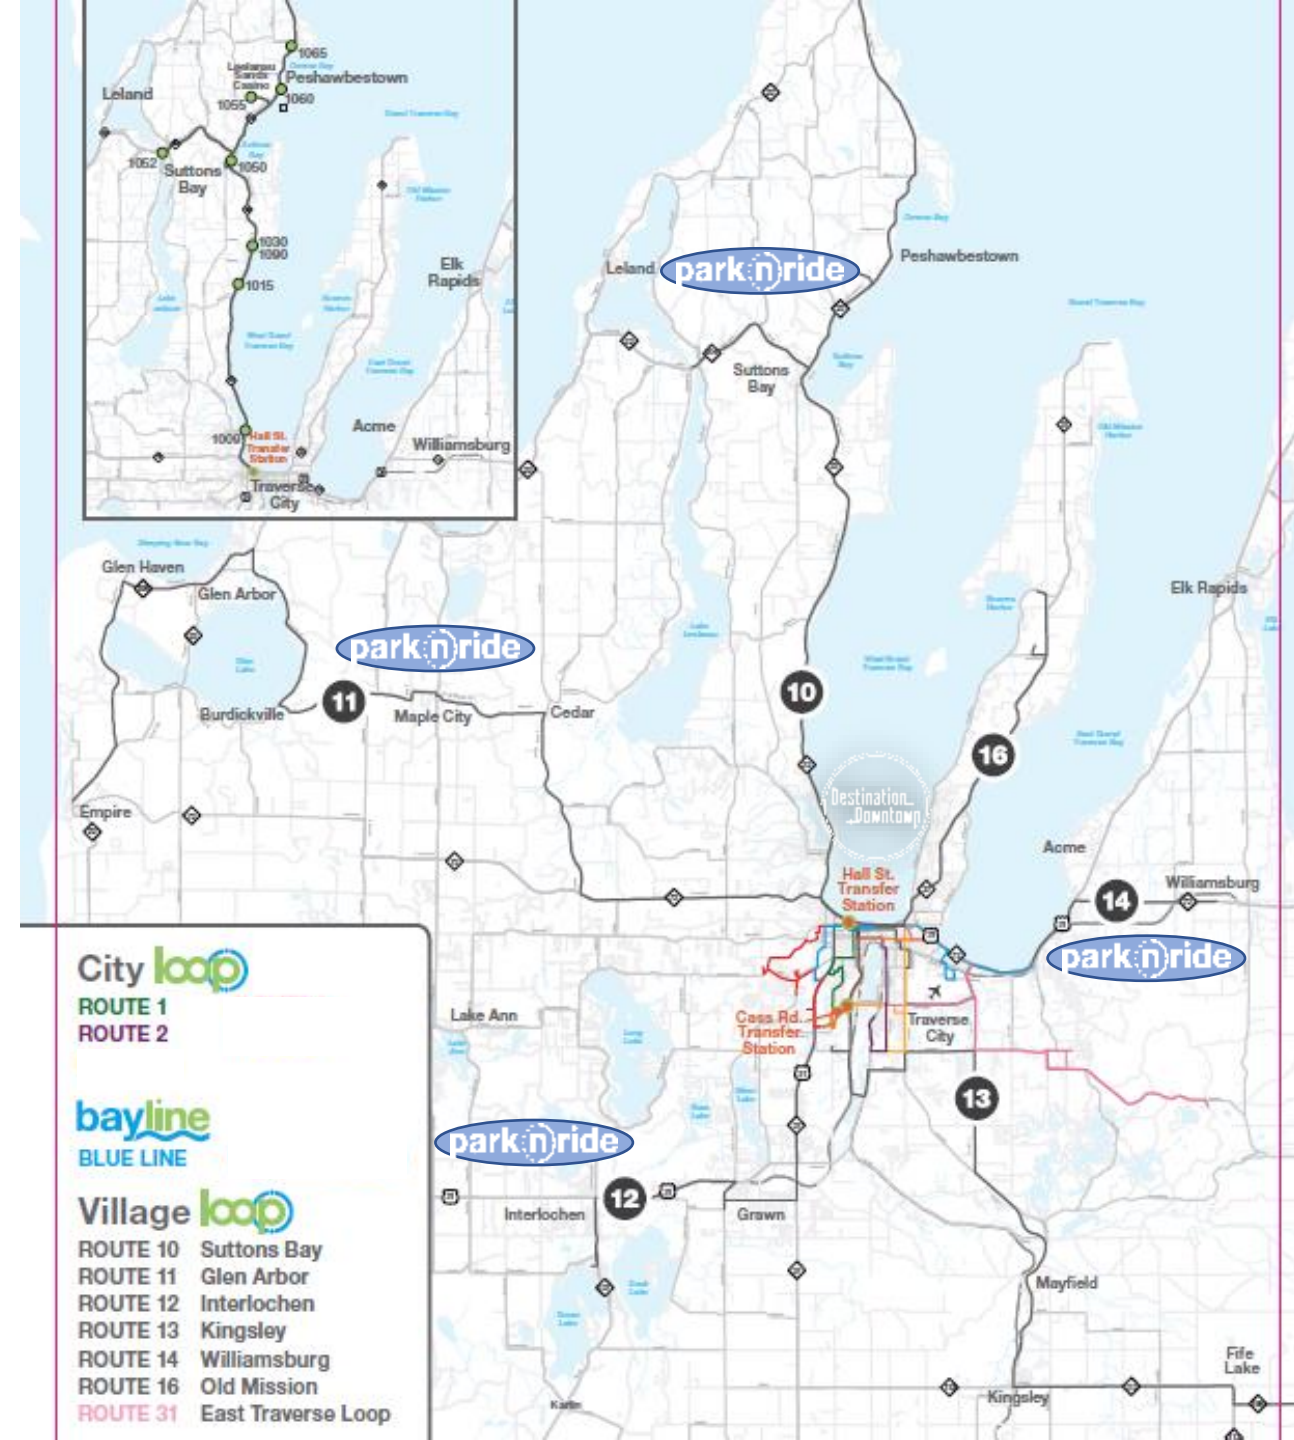 1065
Leelanau
Sands
Casino
Peshawbestown
Leland
1055
1060
1052
Suttons
Bay
1050
1030
1090
1015
Elk
Rapids
Acme
Williamsburg
1009
Hall St.
Transfer
Station
Traverse
City
Leland
park n ride
Peshawbestown
Suttons
Bay
Glen Haven
Glen Arbor
Elk Rapids
park n ride
Burdickville
11
Maple City
Cedar
10
16
Empire
Destination
Downtown
Acme
Hall St.
Transfer
Station
14
Williamsburg
park n ride
Lake Ann
Cass Rd.
Transfer
Station
Traverse
City
13
park n ride
12
Interlochen
Grawn
Mayfield
Fife
Lake
Kingsley
Karlin
City loop
ROUTE 1
ROUTE 2
bayline
BLUE LINE
Village loop
ROUTE 10 Suttons Bay
ROUTE 11 Glen Arbor
ROUTE 12 Interlochen
ROUTE 13 Kingsley
ROUTE 14 Williamsburg
ROUTE 16 Old Mission
ROUTE 31 East Traverse Loop